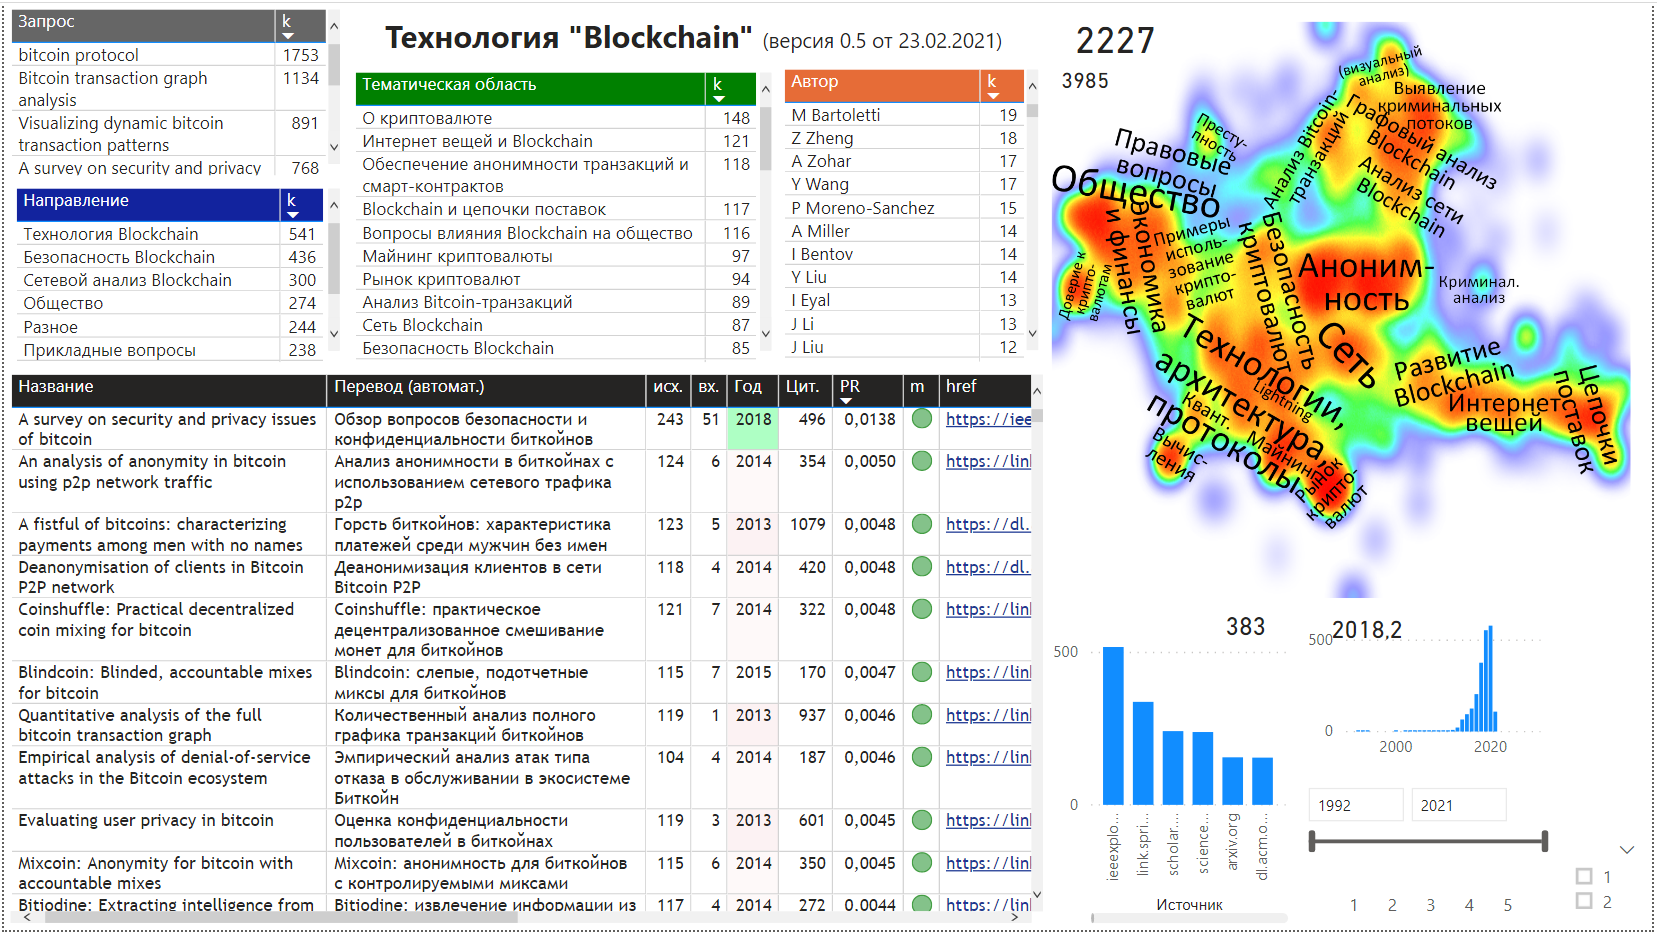 Запрос k
bitcoin protocol 1753
Bitcoin transaction graph 1134
analysis
Visualizing dynamic bitcoin 891
transaction patterns
A survey on security and privacy 768
Направление k
Технология Blockchain 541
Безопасность Blockchain 436
Сетевой анализ Blockchain 300
Общество 274
Разное 244
Прикладные вопросы 238
Технология "Blockchain" (версия 0.5 от 23.02.2021)
Тематическая область k
О криптовалюте 148
Интернет вещей и Blockchain 121
Обеспечение анонимности транзакций и 118
смарт-контрактов
Blockchain и цепочки поставок 117
Вопросы влияния Blockchain на общество 116
Майнинг криптовалюты 97
Рынок криптовалют 94
Анализ Bitcoin-транзакций 89
Сеть Blockchain 87
Безопасность Blockchain 85
Автор k
M Bartoletti 19
Z Zheng 18
A Zohar 17
Y Wang 17
P Moreno-Sanchez 15
A Miller 14
I Bentov 14
Y Liu 14
I Eyal 13
J Li 13
J Liu 12
2227
3985
(визуальный
анализ)
Выявление
криминальных
потоков
Графовый анализ
Blockchain
Анализ сети
Blockchain
Анализ Bitcoin-
транзакций
Престу-
пность
Правовые
вопросы
Общество
Экономика
и финансы
Примеры
исполь-
зование
крипто-
валют
Доверие к
крипто-
валютам
Безопасность
криптовалют
Аноним-
ность
Криминал.
анализ
Сеть
Технологии,
архитектура,
протоколы
Lightning
Квант.
Вычис-
ления
Майнинг
Рынок
крипто-
валют
Развитие
Blockchain
Интернет
вещей
Цепочки
поставок
Название Перевод (автомат.) исх. вх. Год Цит. PR m href
A survey on security and privacy issues Обзор вопросов безопасности и 243 51 2018 496 0,0138 https://iee
of bitcoin конфиденциальности биткойнов
An analysis of anonymity in bitcoin Анализ анонимности в биткойнах с 124 6 2014 354 0,0050 https://linl
using p2p network traffic использованием сетевого трафика
p2p
A fistful of bitcoins: characterizing Горсть биткойнов: характеристика 123 5 2013 1079 0,0048 https://dl.
payments among men with no names платежей среди мужчин без имен
Deanonymisation of clients in Bitcoin Деанонимизация клиентов в сети 118 4 2014 420 0,0048 https://dl.
P2P network Bitcoin P2P
Coinshuffle: Practical decentralized Coinshuffle: практическое 121 7 2014 322 0,0048 https://linl
coin mixing for bitcoin децентрализованное смешивание
монет для биткойнов
Blindcoin: Blinded, accountable mixes Blindcoin: слепые, подотчетные 115 7 2015 170 0,0047 https://linl
for bitcoin миксы для биткойнов
Quantitative analysis of the full Количественный анализ полного 119 1 2013 937 0,0046 https://linl
bitcoin transaction graph графика транзакций биткойнов
Empirical analysis of denial-of-service Эмпирический анализ атак типа 104 4 2014 187 0,0046 https://linl
attacks in the Bitcoin ecosystem отказа в обслуживании в экосистеме
Биткойн
Evaluating user privacy in bitcoin Оценка конфиденциальности 119 3 2013 601 0,0045 https://linl
пользователей в биткойнах
Mixcoin: Anonymity for bitcoin with Mixcoin: анонимность для биткойнов 115 6 2014 350 0,0045 https://linl
accountable mixes с контролируемыми миксами
Bitiodine: Extracting intelligence from Bitiodine: извлечение информации из 117 4 2014 272 0,0044 https://linl
383
500
0
ieeexplo...
link.spri...
scholar....
science...
arxiv.org
dl.acm.o...
Источник
2018,2
500
0
2000 2020
1992 2021
1 2 3 4 5
1
2